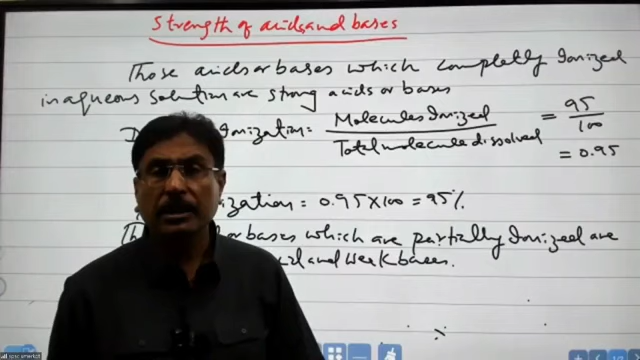 Strength of acids and bases
Those acids or bases which completly Ionized
in aqueous solution are strong acids or bases
Ionization = Molecules Ionized / Total molecule dissolved = 95/100
= 0.95
ization = 0.95 x 100 = 95%
or bases which are partially Ionized are
and weak bases.